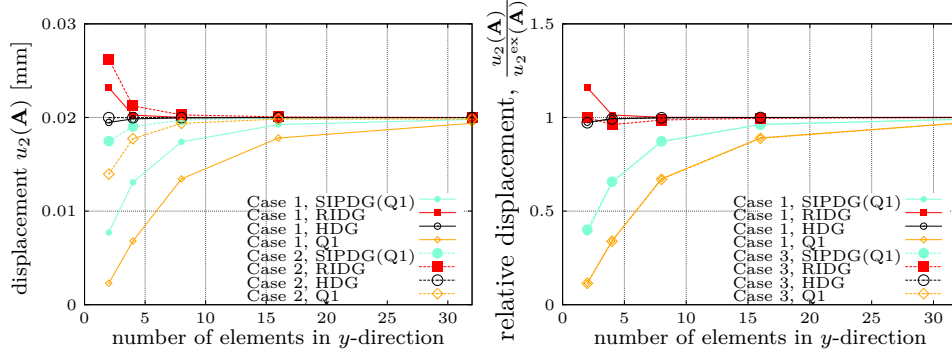 displacement u₂(A) [mm]
0.03
0.02
0.01
0
Case 1, SIPDG(Q1)
Case 1, RIDG
Case 1, HDG
Case 1, Q1
Case 2, SIPDG(Q1)
Case 2, RIDG
Case 2, HDG
Case 2, Q1
0 5 10 15 20 25 30
number of elements in y-direction
relative displacement, u₂(A) / u₂ᵉˣ(A)
1.5
1
0.5
0
Case 1, SIPDG(Q1)
Case 1, RIDG
Case 1, HDG
Case 1, Q1
Case 3, SIPDG(Q1)
Case 3, RIDG
Case 3, HDG
Case 3, Q1
0 5 10 15 20 25 30
number of elements in y-direction